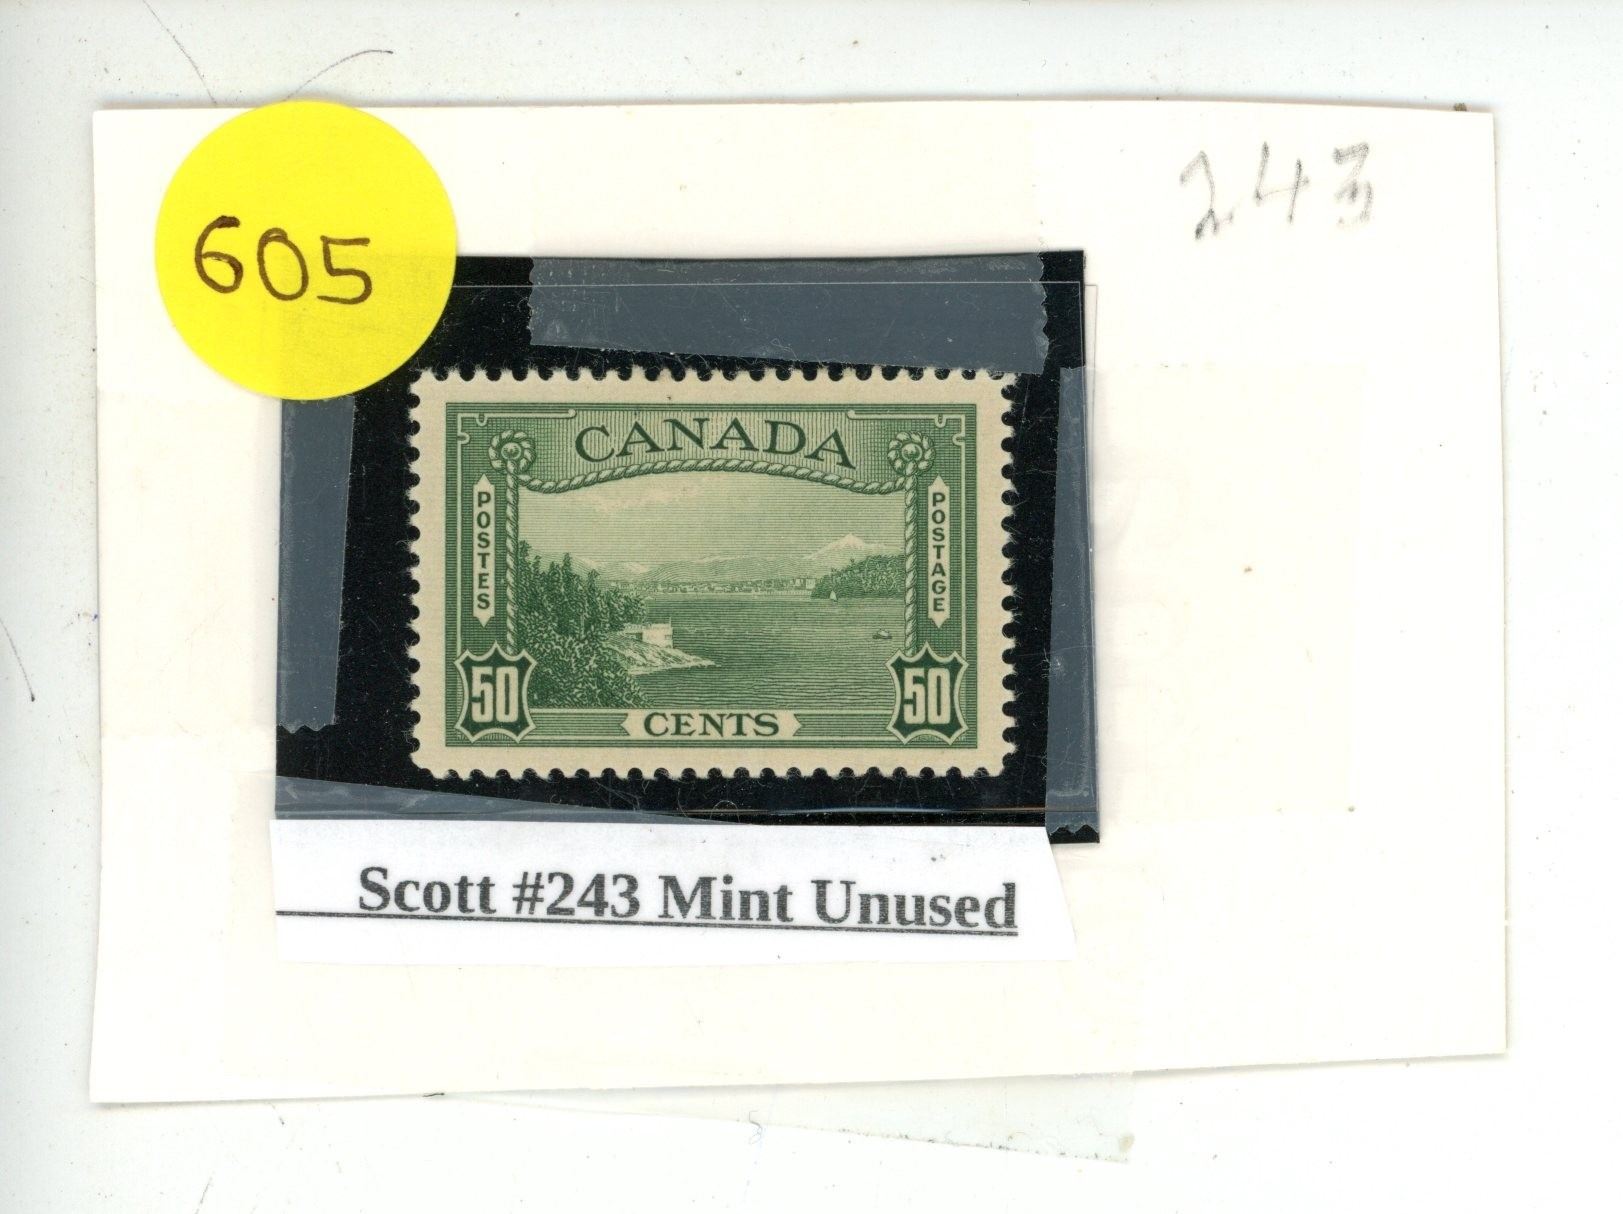 605
243
CANADA
POSTES
POSTAGE
50
50
CENTS
Scott #243 Mint Unused